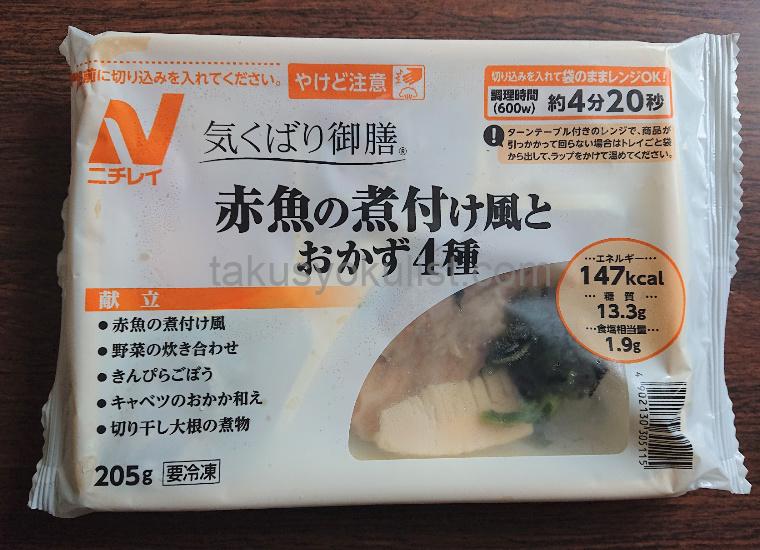 に切り込みを入れてください。
やけど注意
切り込みを入れて袋のままレンジOK!
調理時間
(600w)
約4分20秒
ターンテーブル付きのレンジで、商品が
引っかかって回らない場合はトレイごと袋
から出して、ラップをかけて温めてください。
ニチレイ
気くばり御膳®
赤魚の煮付け風と
おかず4種
takusyokulist.com
エネルギー
147kcal
糖質
13.3g
食塩相当量
1.9g
献立
●赤魚の煮付け風
●野菜の炊き合わせ
●きんぴらごぼう
●キャベツのおかか和え
●切り干し大根の煮物
205g 要冷凍
4 902130 305115